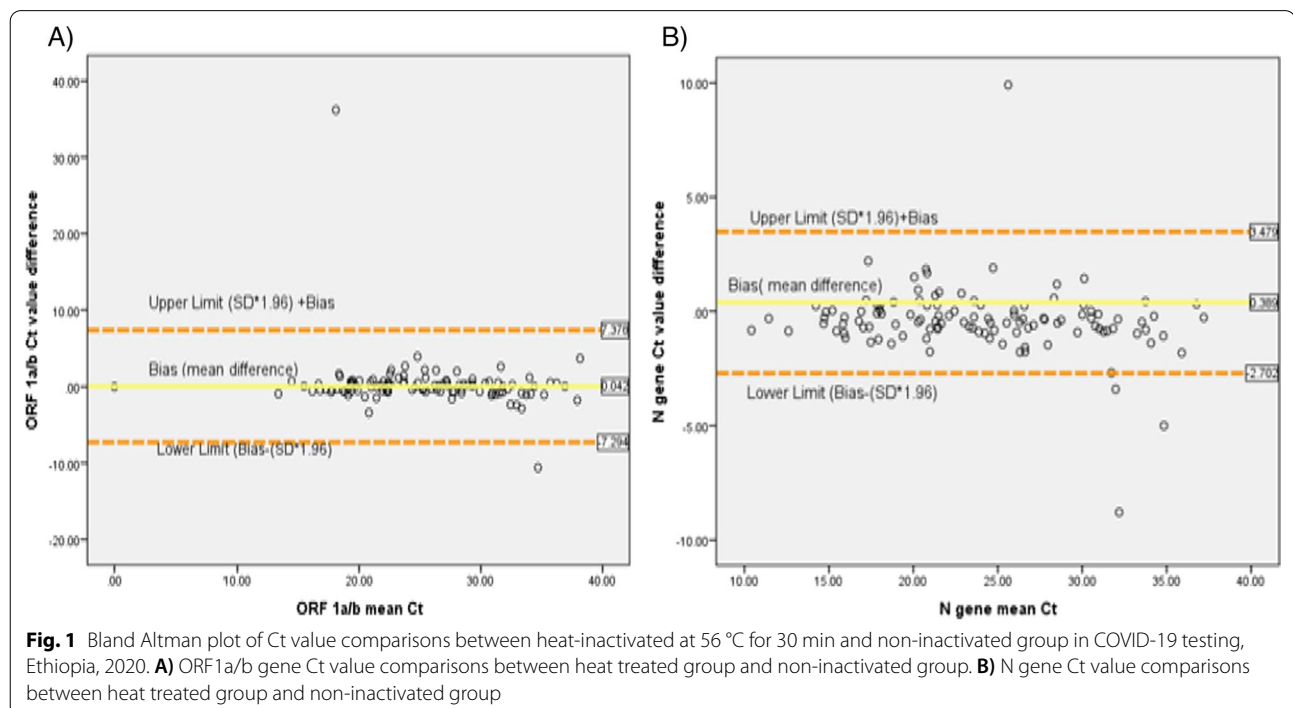 A)
40.00
30.00
20.00
10.00
.00
-10.00
-20.00
ORF 1a/b Ct value difference
Upper Limit (SD*1.96) +Bias
7.378
Bias (mean difference)
0.042
Lower Limit (Bias-(SD*1.96)
-7.294
.00 10.00 20.00 30.00 40.00
ORF 1a/b mean Ct
B)
10.00
5.00
.00
-5.00
-10.00
N gene Ct value difference
Upper Limit (SD*1.96)+Bias
3.479
Bias( mean difference)
0.389
Lower Limit (Bias-(SD*1.96)
-2.702
10.00 15.00 20.00 25.00 30.00 35.00 40.00
N gene mean Ct
Fig. 1 Bland Altman plot of Ct value comparisons between heat-inactivated at 56 °C for 30 min and non-inactivated group in COVID-19 testing,
Ethiopia, 2020. A) ORF1a/b gene Ct value comparisons between heat treated group and non-inactivated group. B) N gene Ct value comparisons
between heat treated group and non-inactivated group